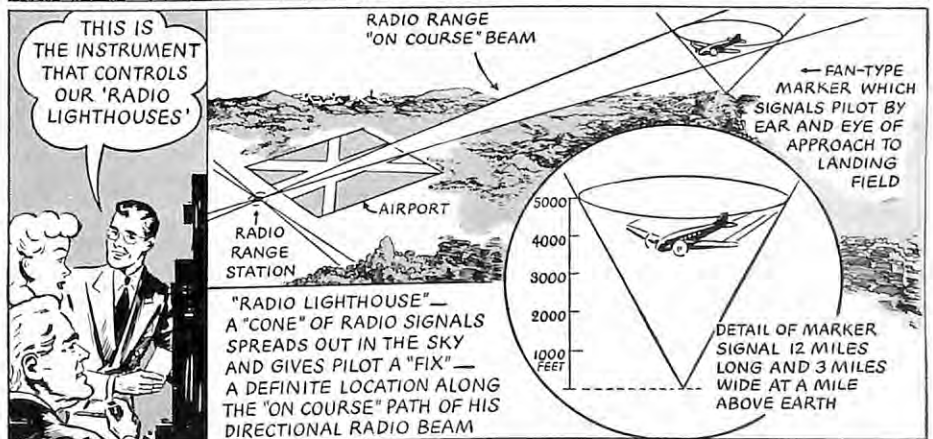 THIS IS
THE INSTRUMENT
THAT CONTROLS
OUR 'RADIO
LIGHTHOUSES'
RADIO RANGE
"ON COURSE" BEAM
←FAN-TYPE
MARKER WHICH
SIGNALS PILOT BY
EAR AND EYE OF
APPROACH TO
LANDING
FIELD
AIRPORT
RADIO
RANGE
STATION
"RADIO LIGHTHOUSE"—
A "CONE" OF RADIO SIGNALS
SPREADS OUT IN THE SKY
AND GIVES PILOT A "FIX"—
A DEFINITE LOCATION ALONG
THE "ON COURSE" PATH OF HIS
DIRECTIONAL RADIO BEAM
5000
4000
3000
2000
1000
FEET
DETAIL OF MARKER
SIGNAL 12 MILES
LONG AND 3 MILES
WIDE AT A MILE
ABOVE EARTH